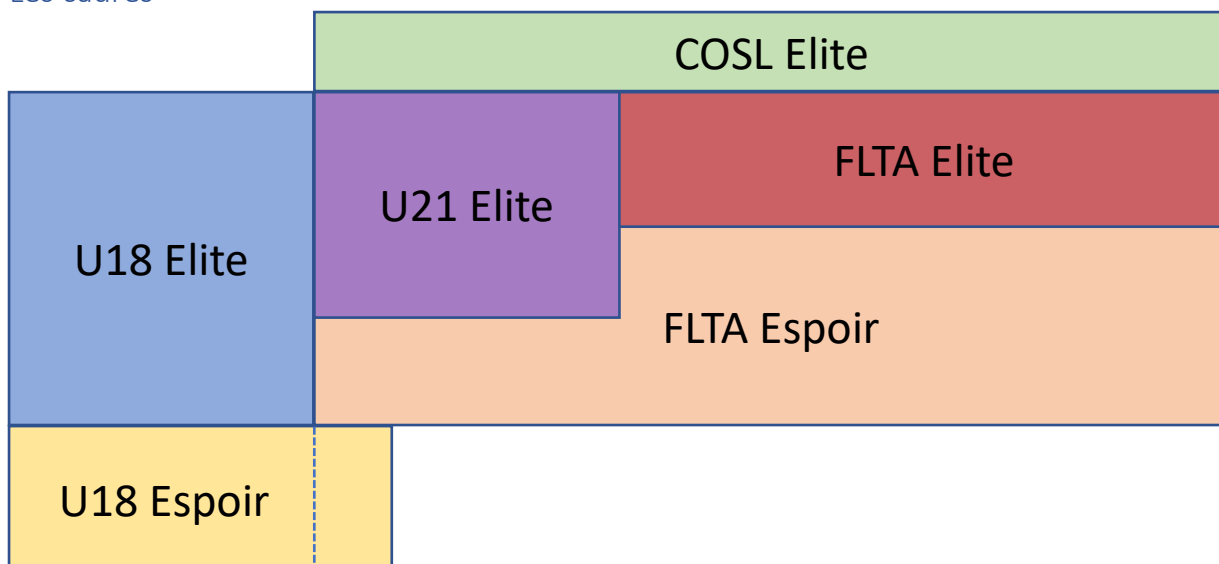 COSL Elite
FLTA Elite
U21 Elite
U18 Elite
FLTA Espoir
U18 Espoir